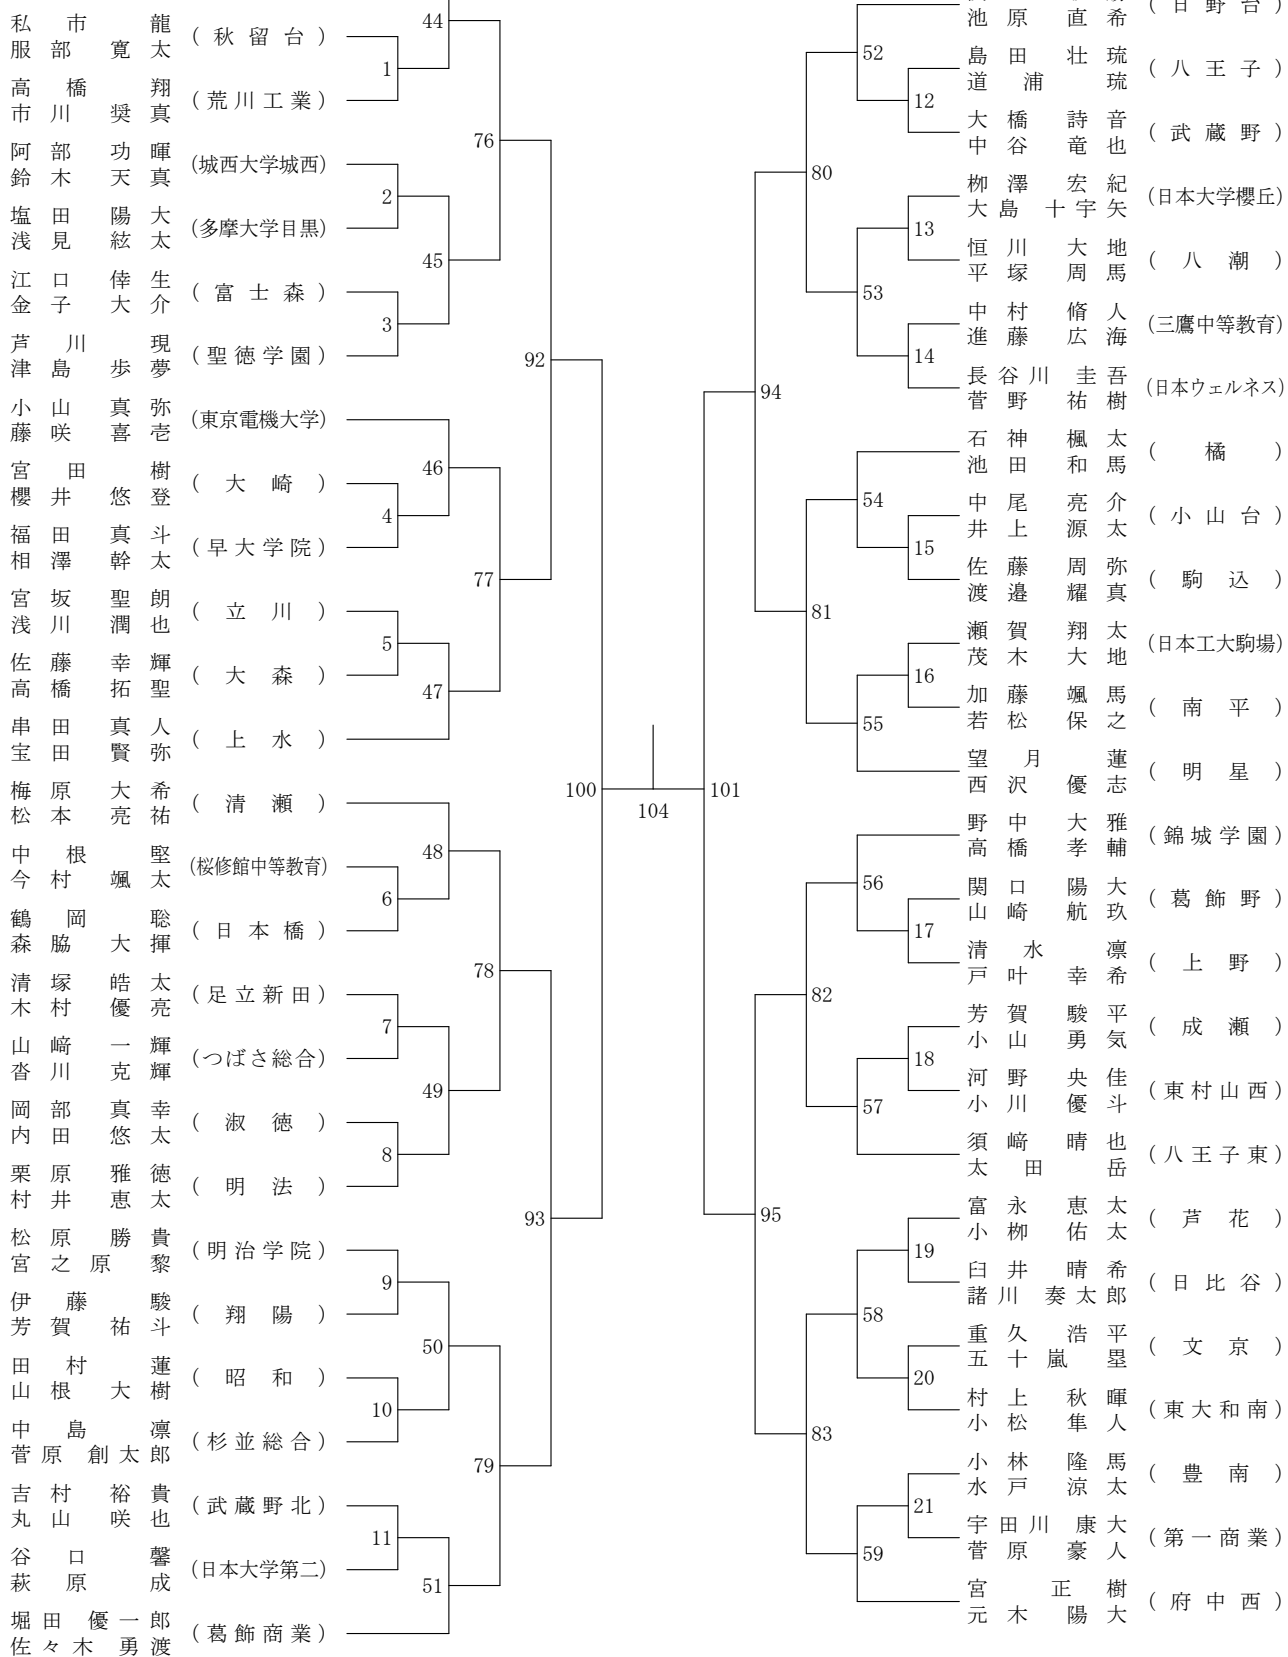 私市 龍
服部 寛太
(秋留台)
高橋 翔
市川 奨真
(荒川工業)
阿部 功暉
鈴木 天真
(城西大学城西)
塩田 陽大
浅見 絃太
(多摩大学目黒)
江口 倖生
金子 大介
(富士森)
芦川 現
津島 歩夢
(聖徳学園)
小山 真弥
藤咲 喜壱
(東京電機大学)
宮田 樹
櫻井 悠登
(大崎)
福田 真斗
相澤 幹太
(早大学院)
宮坂 聖朗
浅川 潤也
(立川)
佐藤 幸輝
高橋 拓聖
(大森)
串田 真人
宝田 賢弥
(上水)
梅原 大希
松本 亮祐
(清瀬)
中根 堅
今村 颯太
(桜修館中等教育)
鶴岡 聡
森脇 大揮
(日本橋)
清塚 皓太
木村 優亮
(足立新田)
山﨑 一輝
沓川 克輝
(つばさ総合)
岡部 真幸
内田 悠太
(淑徳)
栗原 雅徳
村井 恵太
(明法)
松原 勝貴
宮之原 黎
(明治学院)
伊藤 駿
芳賀 祐斗
(翔陽)
田村 蓮
山根 大樹
(昭和)
中島 凛
菅原 創太郎
(杉並総合)
吉村 裕貴
丸山 咲也
(武蔵野北)
谷口 馨
萩原 成
(日本大学第二)
堀田 優一郎
佐々木 勇渡
(葛飾商業)
1
2
3
4
5
6
7
8
9
10
11
44
45
46
47
48
49
50
51
76
77
78
79
92
93
100
104
101
94
95
80
81
82
83
52
53
54
55
56
57
58
59
12
13
14
15
16
17
18
19
20
21
池原 直希
(日野台)
島田 壮琉
道浦 琉
(八王子)
大橋 詩音
中谷 竜也
(武蔵野)
栁澤 宏紀
大島 十宇矢
(日本大学櫻丘)
恒川 大地
平塚 周馬
(八潮)
中村 脩人
進藤 広海
(三鷹中等教育)
長谷川 圭吾
菅野 祐樹
(日本ウェルネス)
石神 楓太
池田 和馬
(橘)
中尾 亮介
井上 源太
(小山台)
佐藤 周弥
渡邉 耀真
(駒込)
瀬賀 翔太
茂木 大地
(日本工大駒場)
加藤 颯馬
若松 保之
(南平)
望月 蓮
西沢 優志
(明星)
野中 大雅
高橋 孝輔
(錦城学園)
関口 陽大
山崎 航玖
(葛飾野)
清水 凛
戸叶 幸希
(上野)
芳賀 駿平
小山 勇気
(成瀬)
河野 央佳
小川 優斗
(東村山西)
須﨑 晴也
太田 岳
(八王子東)
富永 恵太
小栁 佑太
(芦花)
臼井 晴希
諸川 奏太郎
(日比谷)
重久 浩平
五十嵐 塁
(文京)
村上 秋暉
小松 隼人
(東大和南)
小林 隆馬
水戸 涼太
(豊南)
宇田川 康大
菅原 豪人
(第一商業)
宮 正樹
元木 陽大
(府中西)